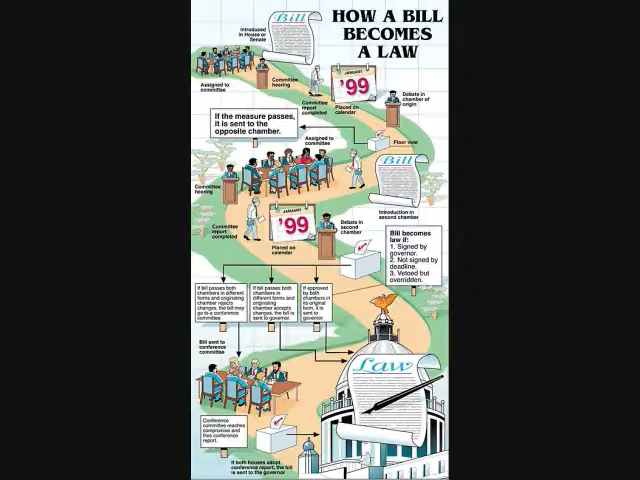 HOW A BILL
BECOMES
A LAW
Bill
Introduced
in House or
Senate
Assigned to
committee
Committee
hearing
Committee
report
completed
JANUARY
'99
Placed on
calendar
Debate in
chamber of
origin
Floor vote
If the measure passes,
it is sent to the
opposite chamber.
Bill
Introduction in
second chamber
Assigned to
committee
Committee
hearing
Committee
report
completed
JANUARY
'99
Placed on
calendar
Debate in
second
chamber
Bill becomes
law if:
1. Signed by
governor.
2. Not signed by
deadline.
3. Vetoed but
overridden.
If bill passes both
chambers in different
forms and originating
chamber rejects
changes, the bill may
go to a conference
committee.
If bill passes both
chambers in
different forms and
originating
chamber accepts
changes, the bill is
sent to governor.
If approved
by both
chambers in
its original
form, it is
sent to
governor.
Bill sent to
conference
committee
Law
Conference
committee reaches
compromise and
files conference
report.
If both houses adopt
conference report, the bill
is sent to the governor